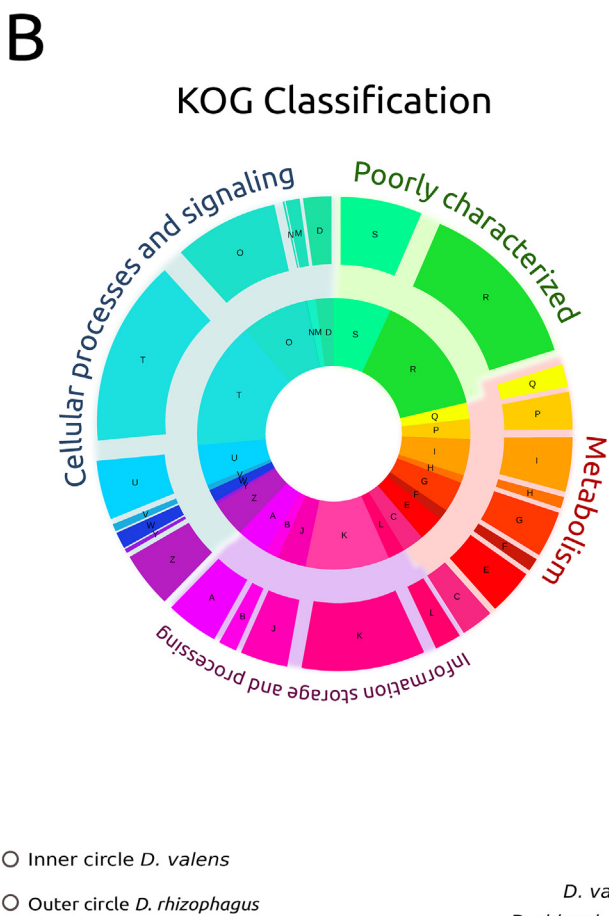 B
KOG Classification
Cellular processes and signaling
Poorly characterized
Metabolism
Information storage and processing
S
R
Q
P
I
H
G
F
E
C
L
K
J
B
A
Z
Y
W
V
U
T
O
N
M
D
S
R
Q
P
I
H
G
F
E
C
L
K
J
B
A
Z
Y
W
V
U
T
O
NM D
Inner circle D. valens
Outer circle D. rhizophagus
D. va